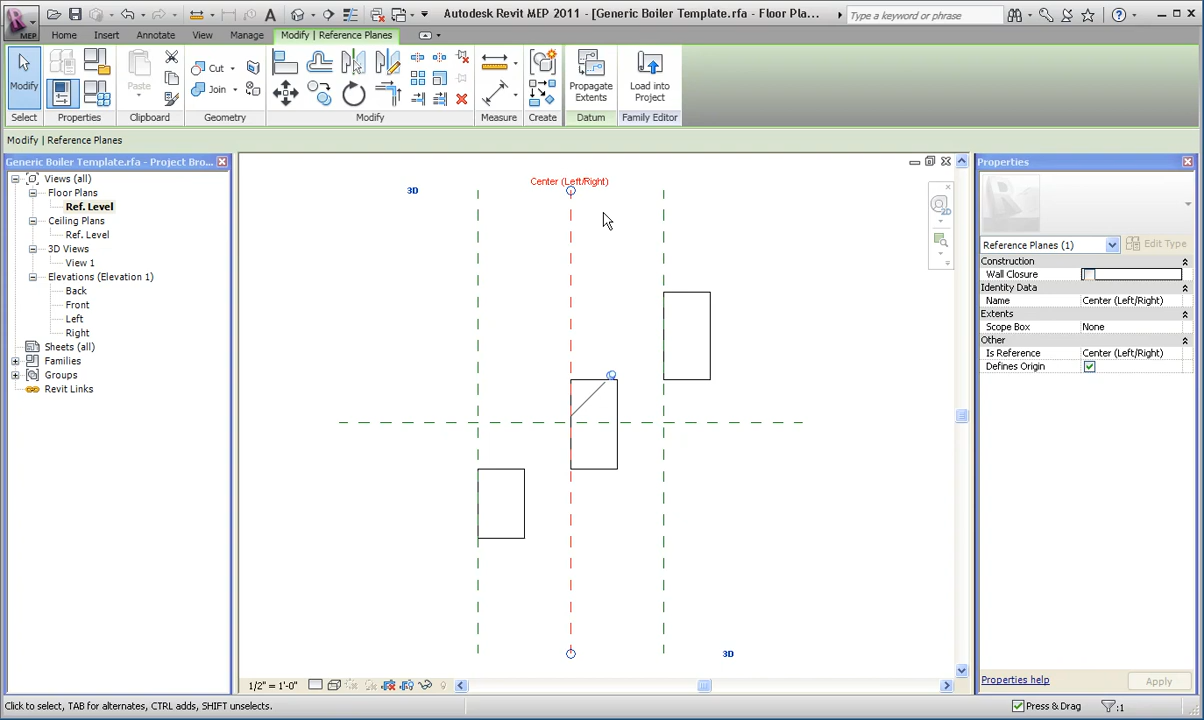 Autodesk Revit MEP 2011 - [Generic Boiler Template.rfa - Floor Pla...
Type a keyword or phrase
MEP
Home
Insert
Annotate
View
Manage
Modify | Reference Planes
Modify
Paste
Cut
Join
Propagate Extents
Load into Project
Select
Properties
Clipboard
Geometry
Modify
Measure
Create
Datum
Family Editor
Modify | Reference Planes
Generic Boiler Template.rfa - Project Bro...
Views (all)
Floor Plans
Ref. Level
Ceiling Plans
Ref. Level
3D Views
View 1
Elevations (Elevation 1)
Back
Front
Left
Right
Sheets (all)
Families
Groups
Revit Links
Center (Left/Right)
3D
3D
2D
Properties
Reference Planes (1)
Edit Type
Construction
Wall Closure
Identity Data
Name Center (Left/Right)
Extents
Scope Box None
Other
Is Reference Center (Left/Right)
Defines Origin
Properties help
Apply
1/2" = 1'-0"
Click to select, TAB for alternates, CTRL adds, SHIFT unselects.
Press & Drag
:1